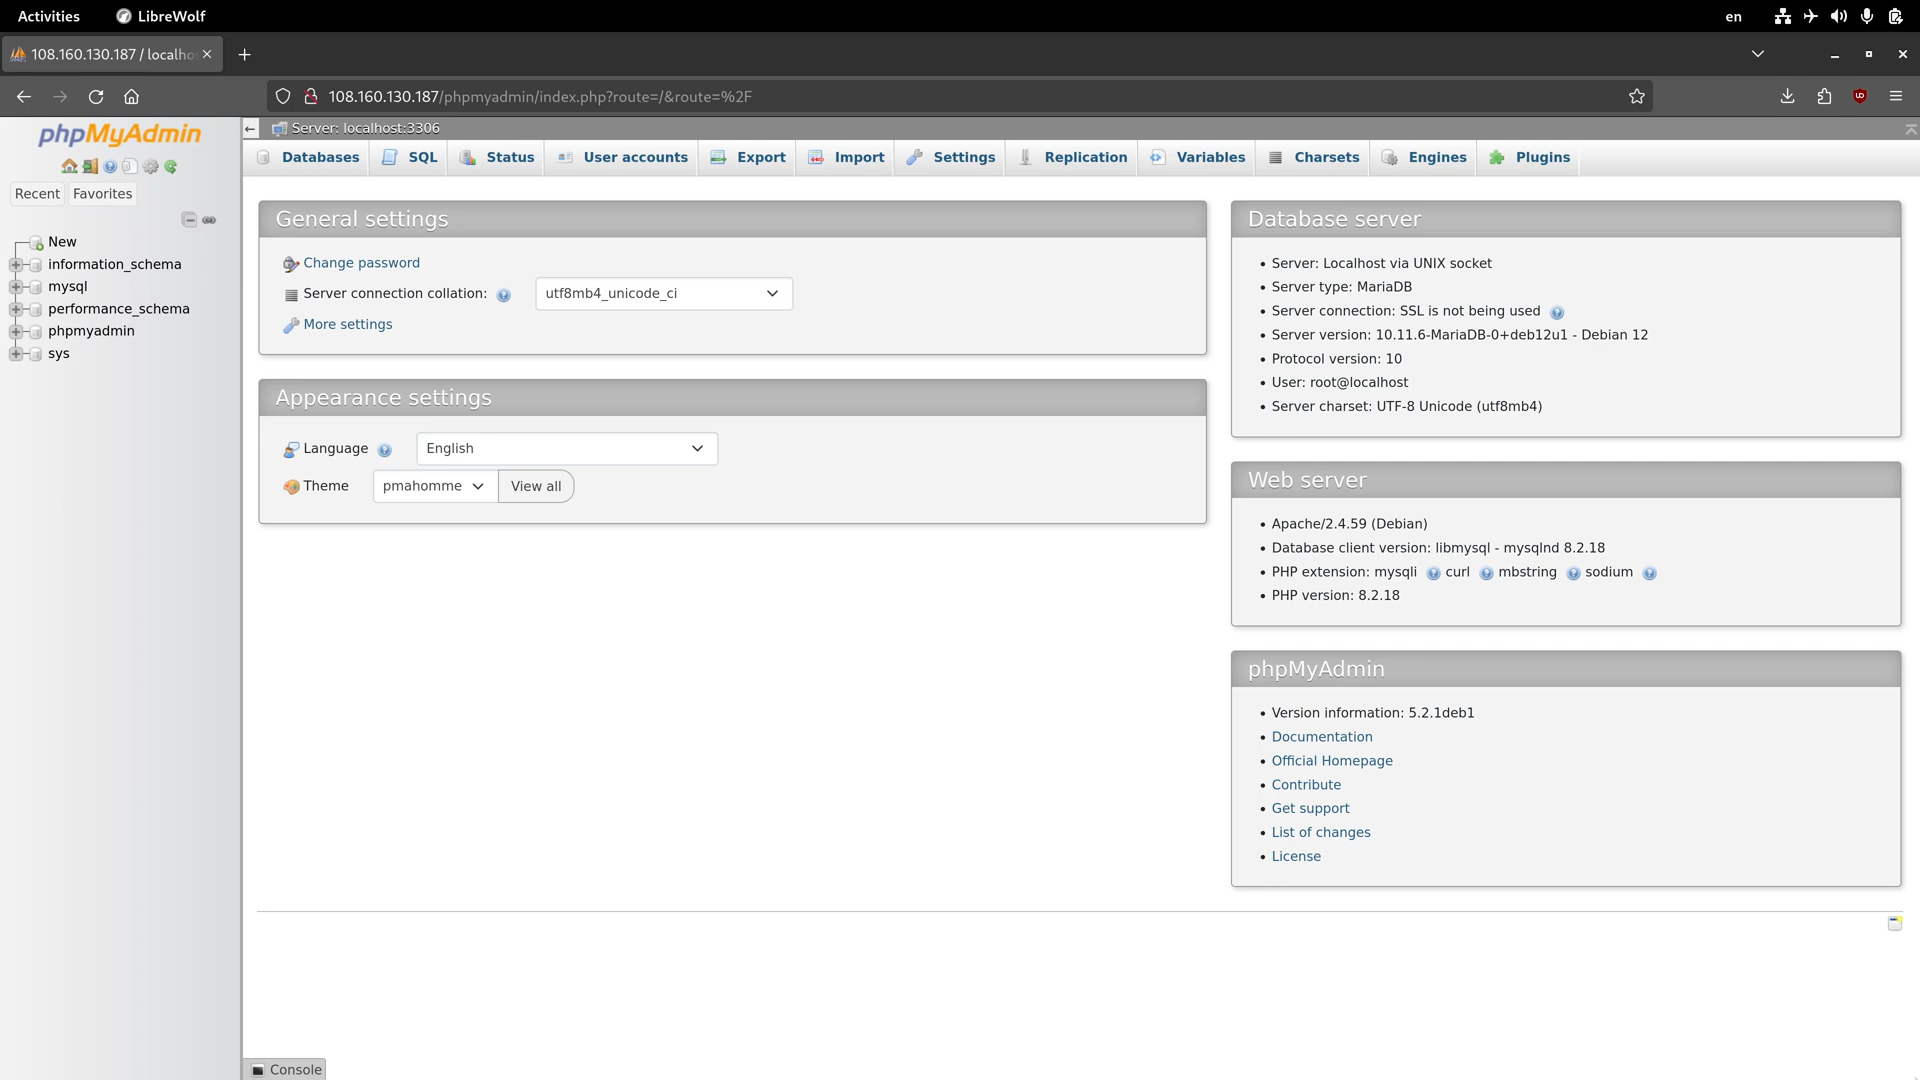 Activities
LibreWolf
en
108.160.130.187 / localho
108.160.130.187/phpmyadmin/index.php?route=/&route=%2F
phpMyAdmin
Recent
Favorites
New
information_schema
mysql
performance_schema
phpmyadmin
sys
Server: localhost:3306
Databases
SQL
Status
User accounts
Export
Import
Settings
Replication
Variables
Charsets
Engines
Plugins
General settings
Change password
Server connection collation:
utf8mb4_unicode_ci
More settings
Appearance settings
Language
English
Theme
pmahomme
View all
Database server
Server: Localhost via UNIX socket
Server type: MariaDB
Server connection: SSL is not being used
Server version: 10.11.6-MariaDB-0+deb12u1 - Debian 12
Protocol version: 10
User: root@localhost
Server charset: UTF-8 Unicode (utf8mb4)
Web server
Apache/2.4.59 (Debian)
Database client version: libmysql - mysqlnd 8.2.18
PHP extension: mysqli curl mbstring sodium
PHP version: 8.2.18
phpMyAdmin
Version information: 5.2.1deb1
Documentation
Official Homepage
Contribute
Get support
List of changes
License
Console